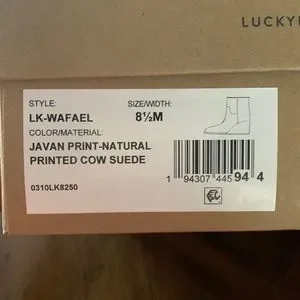 LUCKY
STYLE: SIZE/WIDTH:
LK-WAFAEL 8½M
COLOR/MATERIAL:
JAVAN PRINT-NATURAL
PRINTED COW SUEDE
0310LK8250
1 94307 445 94 4